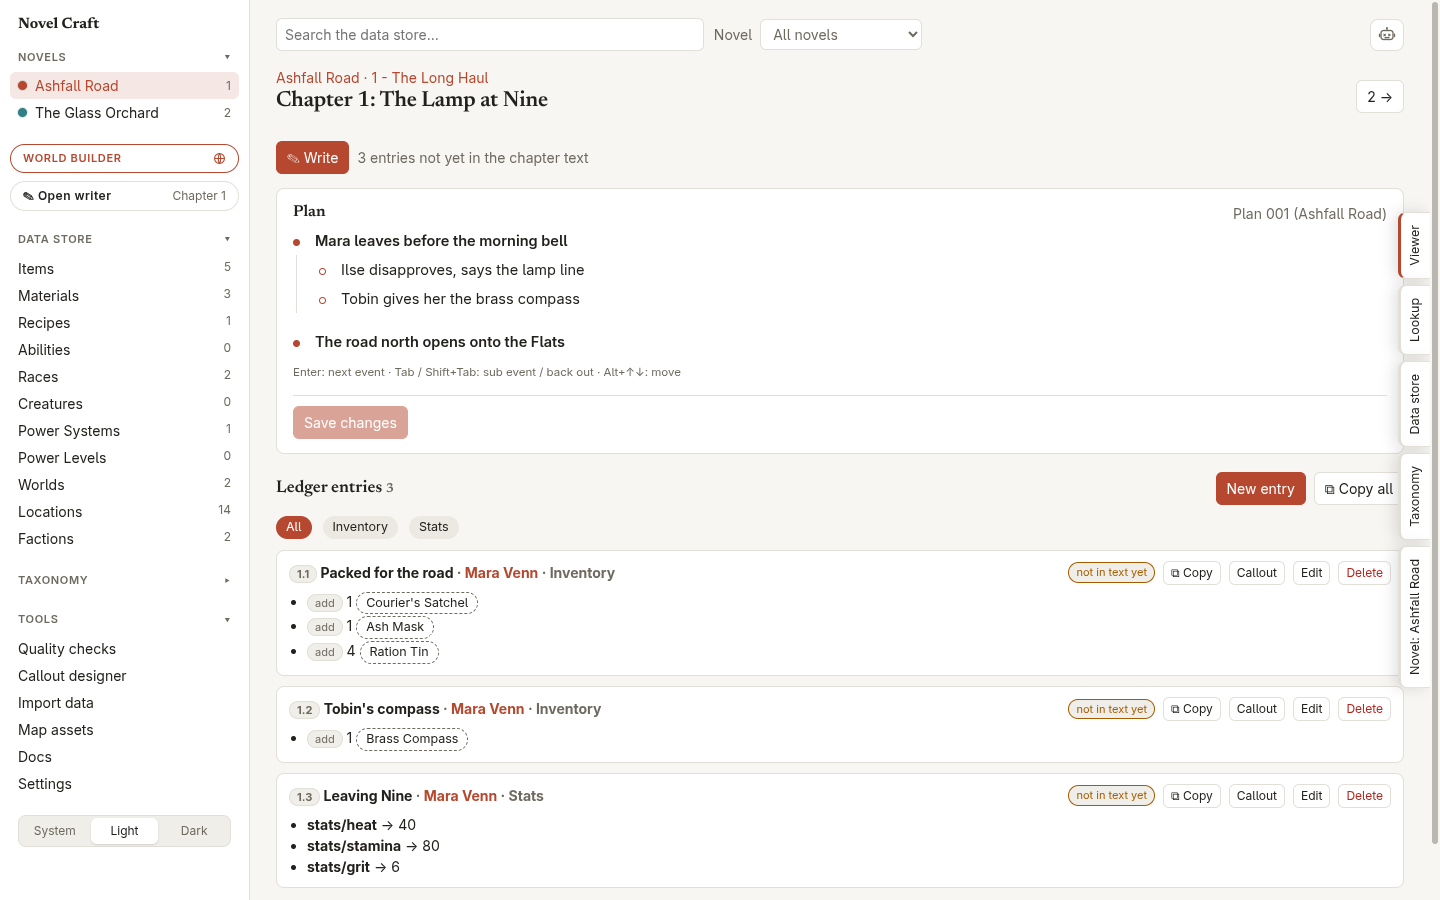 Novel Craft
NOVELS
Ashfall Road 1
The Glass Orchard 2
WORLD BUILDER
Open writer Chapter 1
DATA STORE
Items 5
Materials 3
Recipes 1
Abilities 0
Races 2
Creatures 0
Power Systems 1
Power Levels 0
Worlds 2
Locations 14
Factions 2
TAXONOMY
TOOLS
Quality checks
Callout designer
Import data
Map assets
Docs
Settings
System Light Dark
Search the data store... Novel All novels
Ashfall Road · 1 - The Long Haul
Chapter 1: The Lamp at Nine
2 →
Write 3 entries not yet in the chapter text
Plan Plan 001 (Ashfall Road)
Mara leaves before the morning bell
Ilse disapproves, says the lamp line
Tobin gives her the brass compass
The road north opens onto the Flats
Enter: next event · Tab / Shift+Tab: sub event / back out · Alt+↑↓: move
Save changes
Ledger entries 3 New entry Copy all
All Inventory Stats
1.1 Packed for the road · Mara Venn · Inventory not in text yet Copy Callout Edit Delete
add 1 Courier's Satchel
add 1 Ash Mask
add 4 Ration Tin
1.2 Tobin's compass · Mara Venn · Inventory not in text yet Copy Callout Edit Delete
add 1 Brass Compass
1.3 Leaving Nine · Mara Venn · Stats not in text yet Copy Callout Edit Delete
stats/heat → 40
stats/stamina → 80
stats/grit → 6
Viewer
Lookup
Data store
Taxonomy
Novel: Ashfall Road